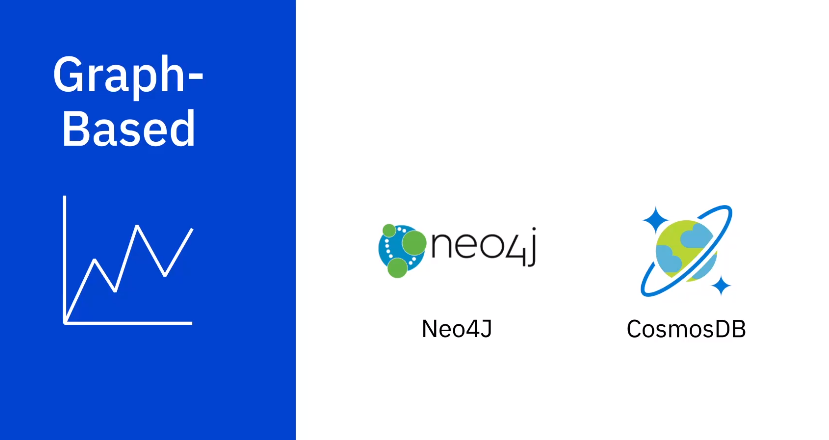 Graph-
Based
neo4j
Neo4J
CosmosDB